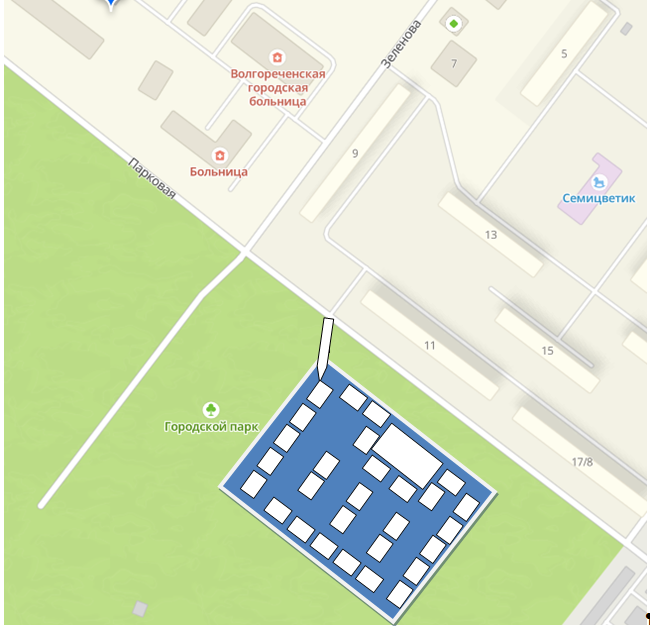 Зеленова
7
5
Волгореченская
городская
больница
9
Больница
Парковая
Семицветик
13
11
15
Городской парк
17/8